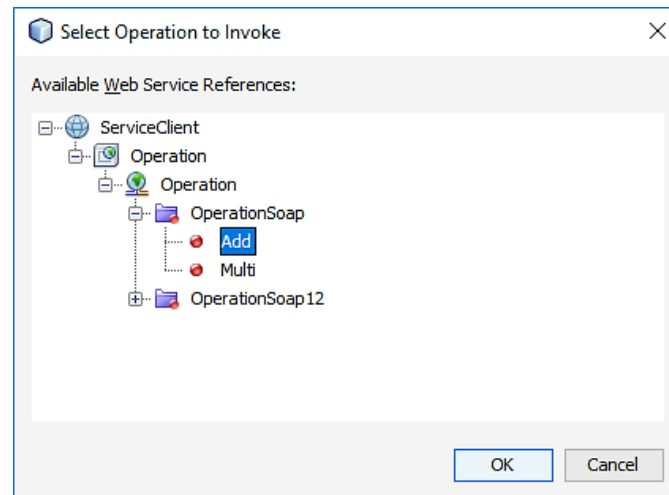 Select Operation to Invoke
Available Web Service References:
ServiceClient
Operation
Operation
OperationSoap
Add
Multi
OperationSoap12
OK Cancel